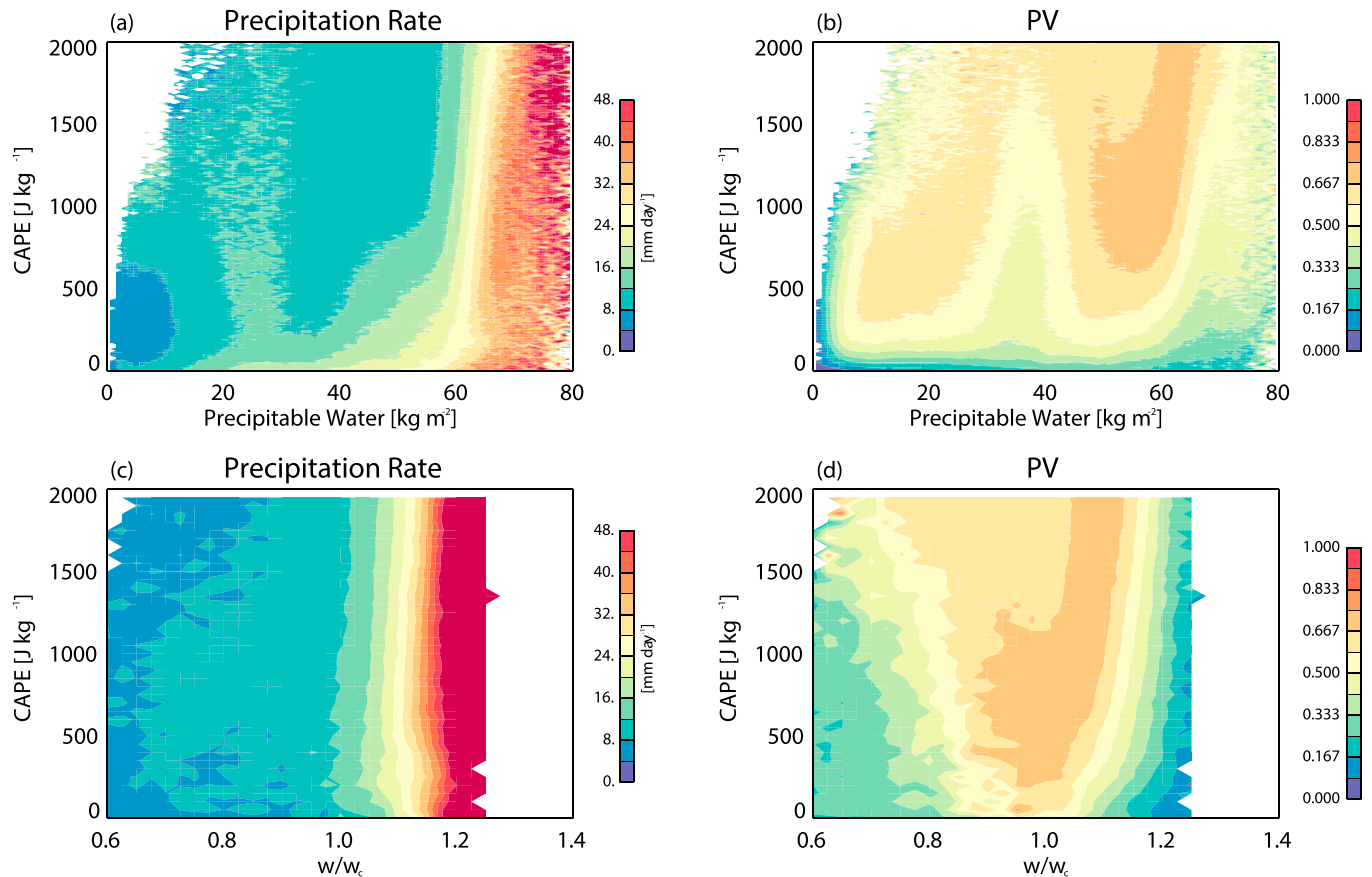 (a) Precipitation Rate
2000
1500
1000
500
0
CAPE [J kg ⁻¹]
0 20 40 60 80
Precipitable Water [kg m⁻²]
48.
40.
32.
24.
16.
8.
0.
[mm day⁻¹]
(b) PV
2000
1500
1000
500
0
CAPE [J kg ⁻¹]
0 20 40 60 80
Precipitable Water [kg m⁻²]
1.000
0.833
0.667
0.500
0.333
0.167
0.000
(c) Precipitation Rate
2000
1500
1000
500
0
CAPE [J kg ⁻¹]
0.6 0.8 1.0 1.2 1.4
w/w_c
48.
40.
32.
24.
16.
8.
0.
[mm day⁻¹]
(d) PV
2000
1500
1000
500
0
CAPE [J kg ⁻¹]
0.6 0.8 1.0 1.2 1.4
w/w_c
1.000
0.833
0.667
0.500
0.333
0.167
0.000